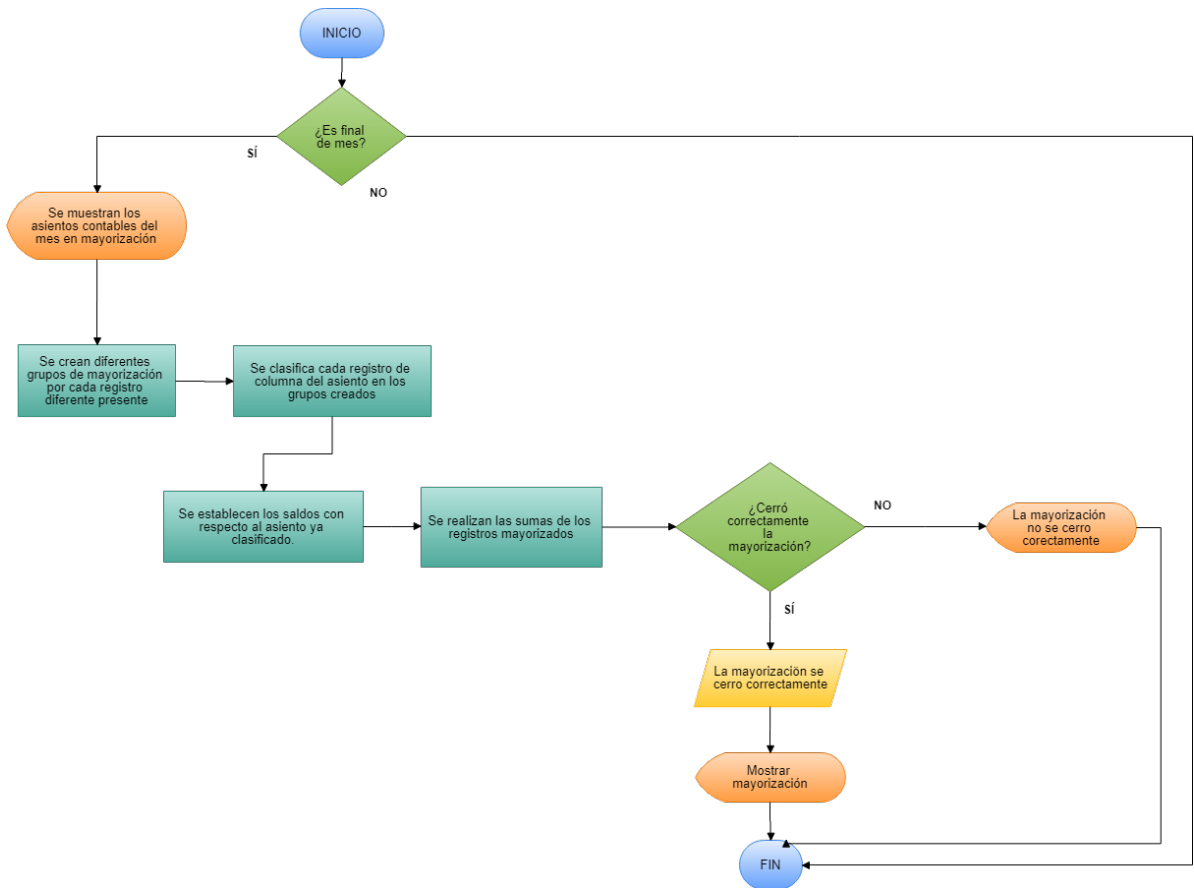 INICIO
¿Es final
de mes?
SÍ
NO
Se muestran los
asientos contables del
mes en mayorización
Se crean diferentes
grupos de mayorización
por cada registro
diferente presente
Se clasifica cada registro de
columna del asiento en los
grupos creados
Se establecen los saldos con
respecto al asiento ya
clasificado.
Se realizan las sumas de los
registros mayorizados
¿Cerró
correctamente
la
mayorización?
NO
La mayorización
no se cerro
corectamente
SÍ
La mayorización se
cerro correctamente
Mostrar
mayorización
FIN